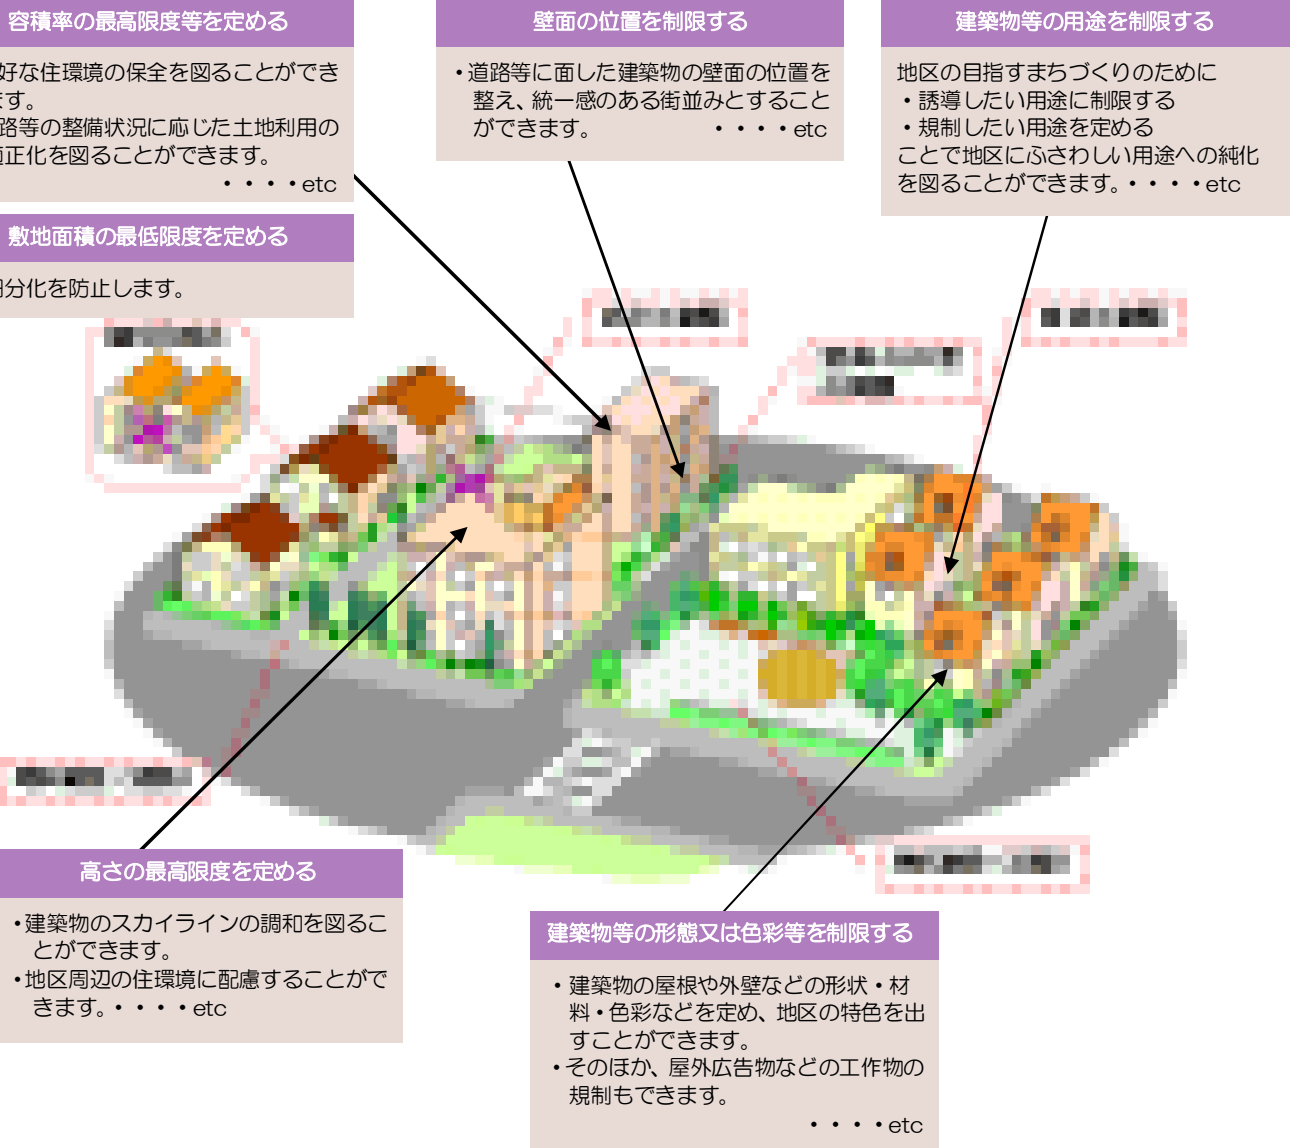 容積率の最高限度等を定める
好な住環境の保全を図ることができ
ます。
路等の整備状況に応じた土地利用の
適正化を図ることができます。
・・・・etc
敷地面積の最低限度を定める
細分化を防止します。
壁面の位置を制限する
・道路等に面した建築物の壁面の位置を
整え、統一感のある街並みとすること
ができます。 ・・・・etc
建築物等の用途を制限する
地区の目指すまちづくりのために
・誘導したい用途に制限する
・規制したい用途を定める
ことで地区にふさわしい用途への純化
を図ることができます。・・・・etc
高さの最高限度を定める
・建築物のスカイラインの調和を図るこ
とができます。
・地区周辺の住環境に配慮することがで
きます。・・・・etc
建築物等の形態又は色彩等を制限する
・建築物の屋根や外壁などの形状・材
料・色彩などを定め、地区の特色を出
すことができます。
・そのほか、屋外広告物などの工作物の
規制もできます。
・・・・etc